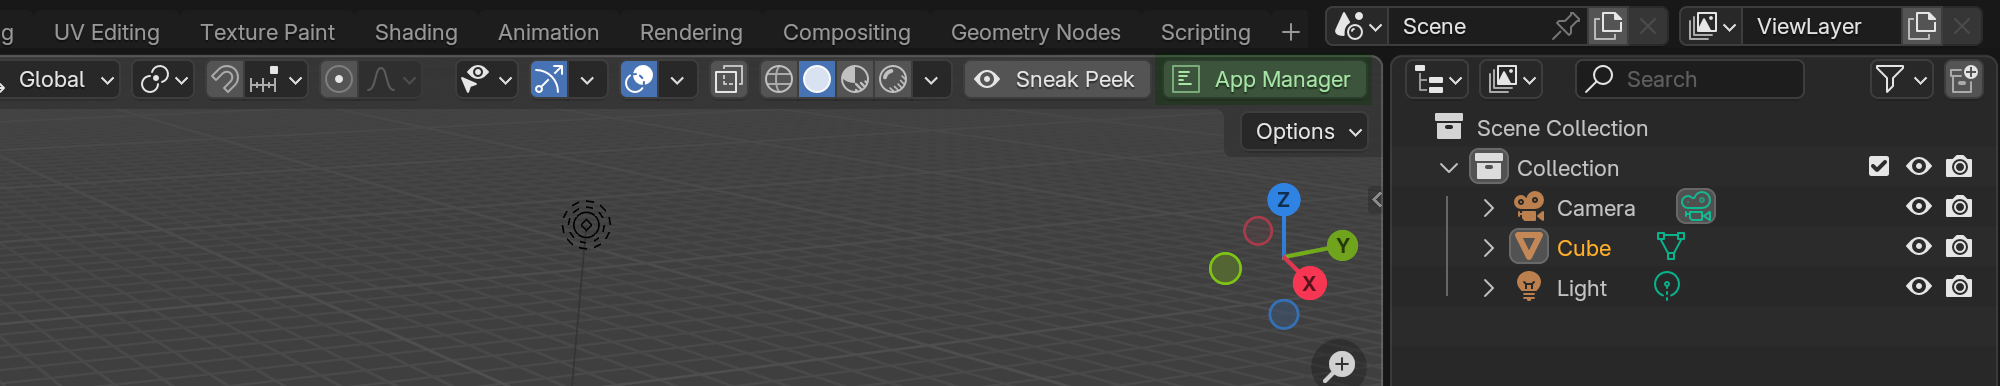 g UV Editing Texture Paint Shading Animation Rendering Compositing Geometry Nodes Scripting + Scene ViewLayer
Global Sneak Peek App Manager Search
Options
Scene Collection
Collection
Camera
Cube
Light
Z
Y
X